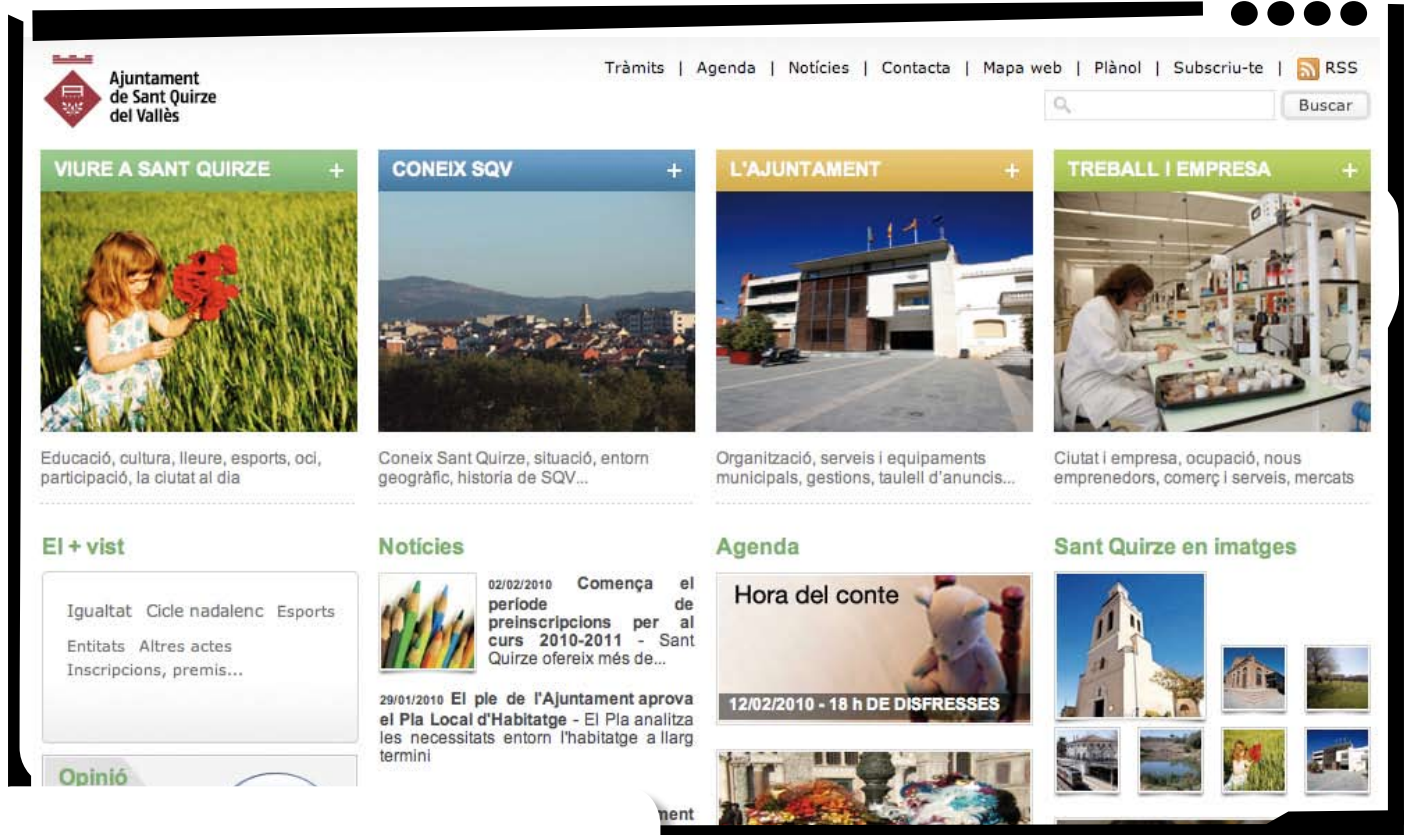 Ajuntament
de Sant Quirze
del Vallès
Tràmits | Agenda | Notícies | Contacta | Mapa web | Plànol | Subscriu-te | RSS
Buscar
VIURE A SANT QUIRZE +
Educació, cultura, lleure, esports, oci,
participació, la ciutat al dia
CONEIX SQV +
Coneix Sant Quirze, situació, entorn
geogràfic, historia de SQV...
L'AJUNTAMENT +
Organització, serveis i equipaments
municipals, gestions, taulell d'anuncis...
TREBALL I EMPRESA +
Ciutat i empresa, ocupació, nous
emprenedors, comerç i serveis, mercats
El + vist
Igualtat Cicle nadalenc Esports
Entitats Altres actes
Inscripcions, premis...
Opinió
Notícies
02/02/2010 Comença el
període de
preinscripcions per al
curs 2010-2011 - Sant
Quirze ofereix més de...
29/01/2010 El ple de l'Ajuntament aprova
el Pla Local d'Habitatge - El Pla analitza
les necessitats entorn l'habitatge a llarg
termini
Agenda
Hora del conte
12/02/2010 - 18 h DE DISFRESSES
Sant Quirze en imatges